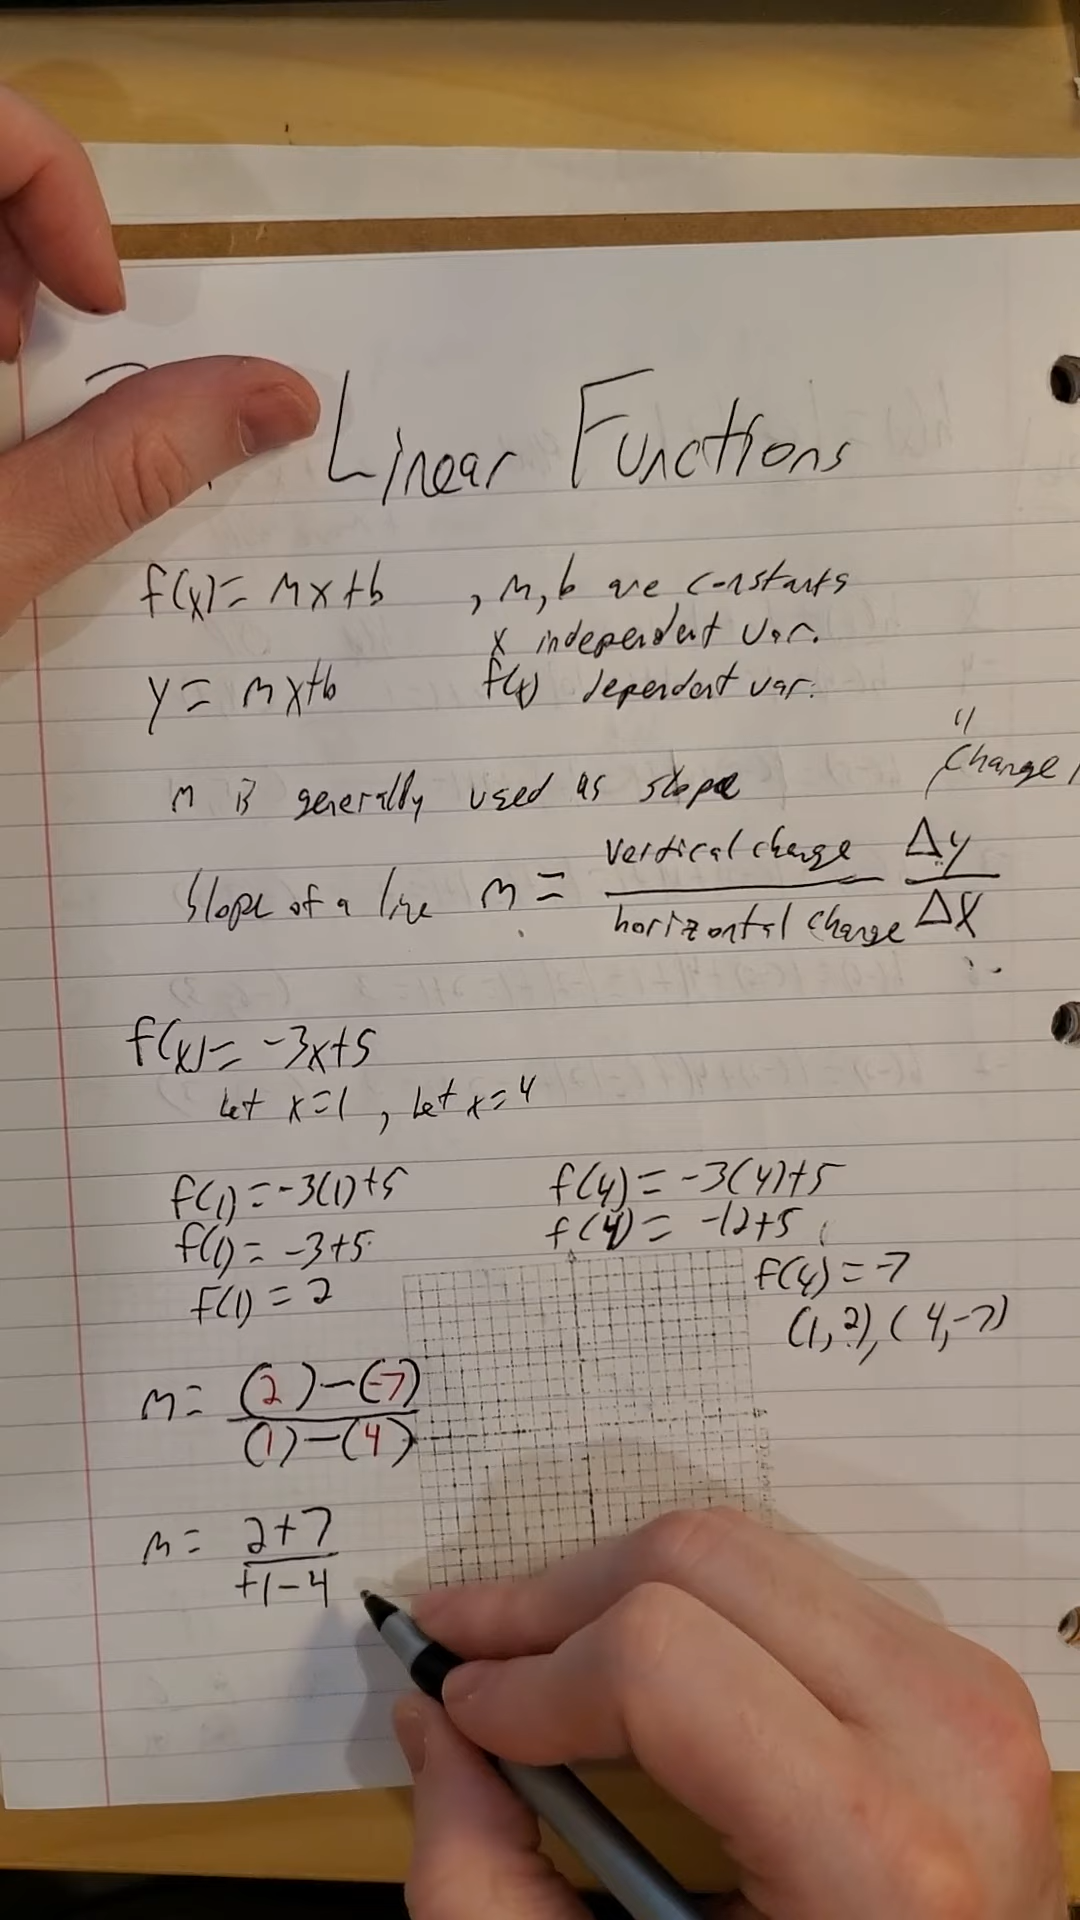 Linear Functions
f(x) = mx+b , m, b are constants
x independent var.
y = mx+b f(x) dependent var.
"Change
m is generally used as slope
Slope of a line m = vertical change / horizontal change Δy / Δx
f(x) = -3x+5
Let x=1, Let x=4
f(1) = -3(1)+5 f(4) = -3(4)+5
f(1) = -3+5 f(4) = -12+5
f(1) = 2 f(4) = -7
(1,2), (4,-7)
m = (2)-(-7) / (1)-(4)
m = 2+7 / +1-4